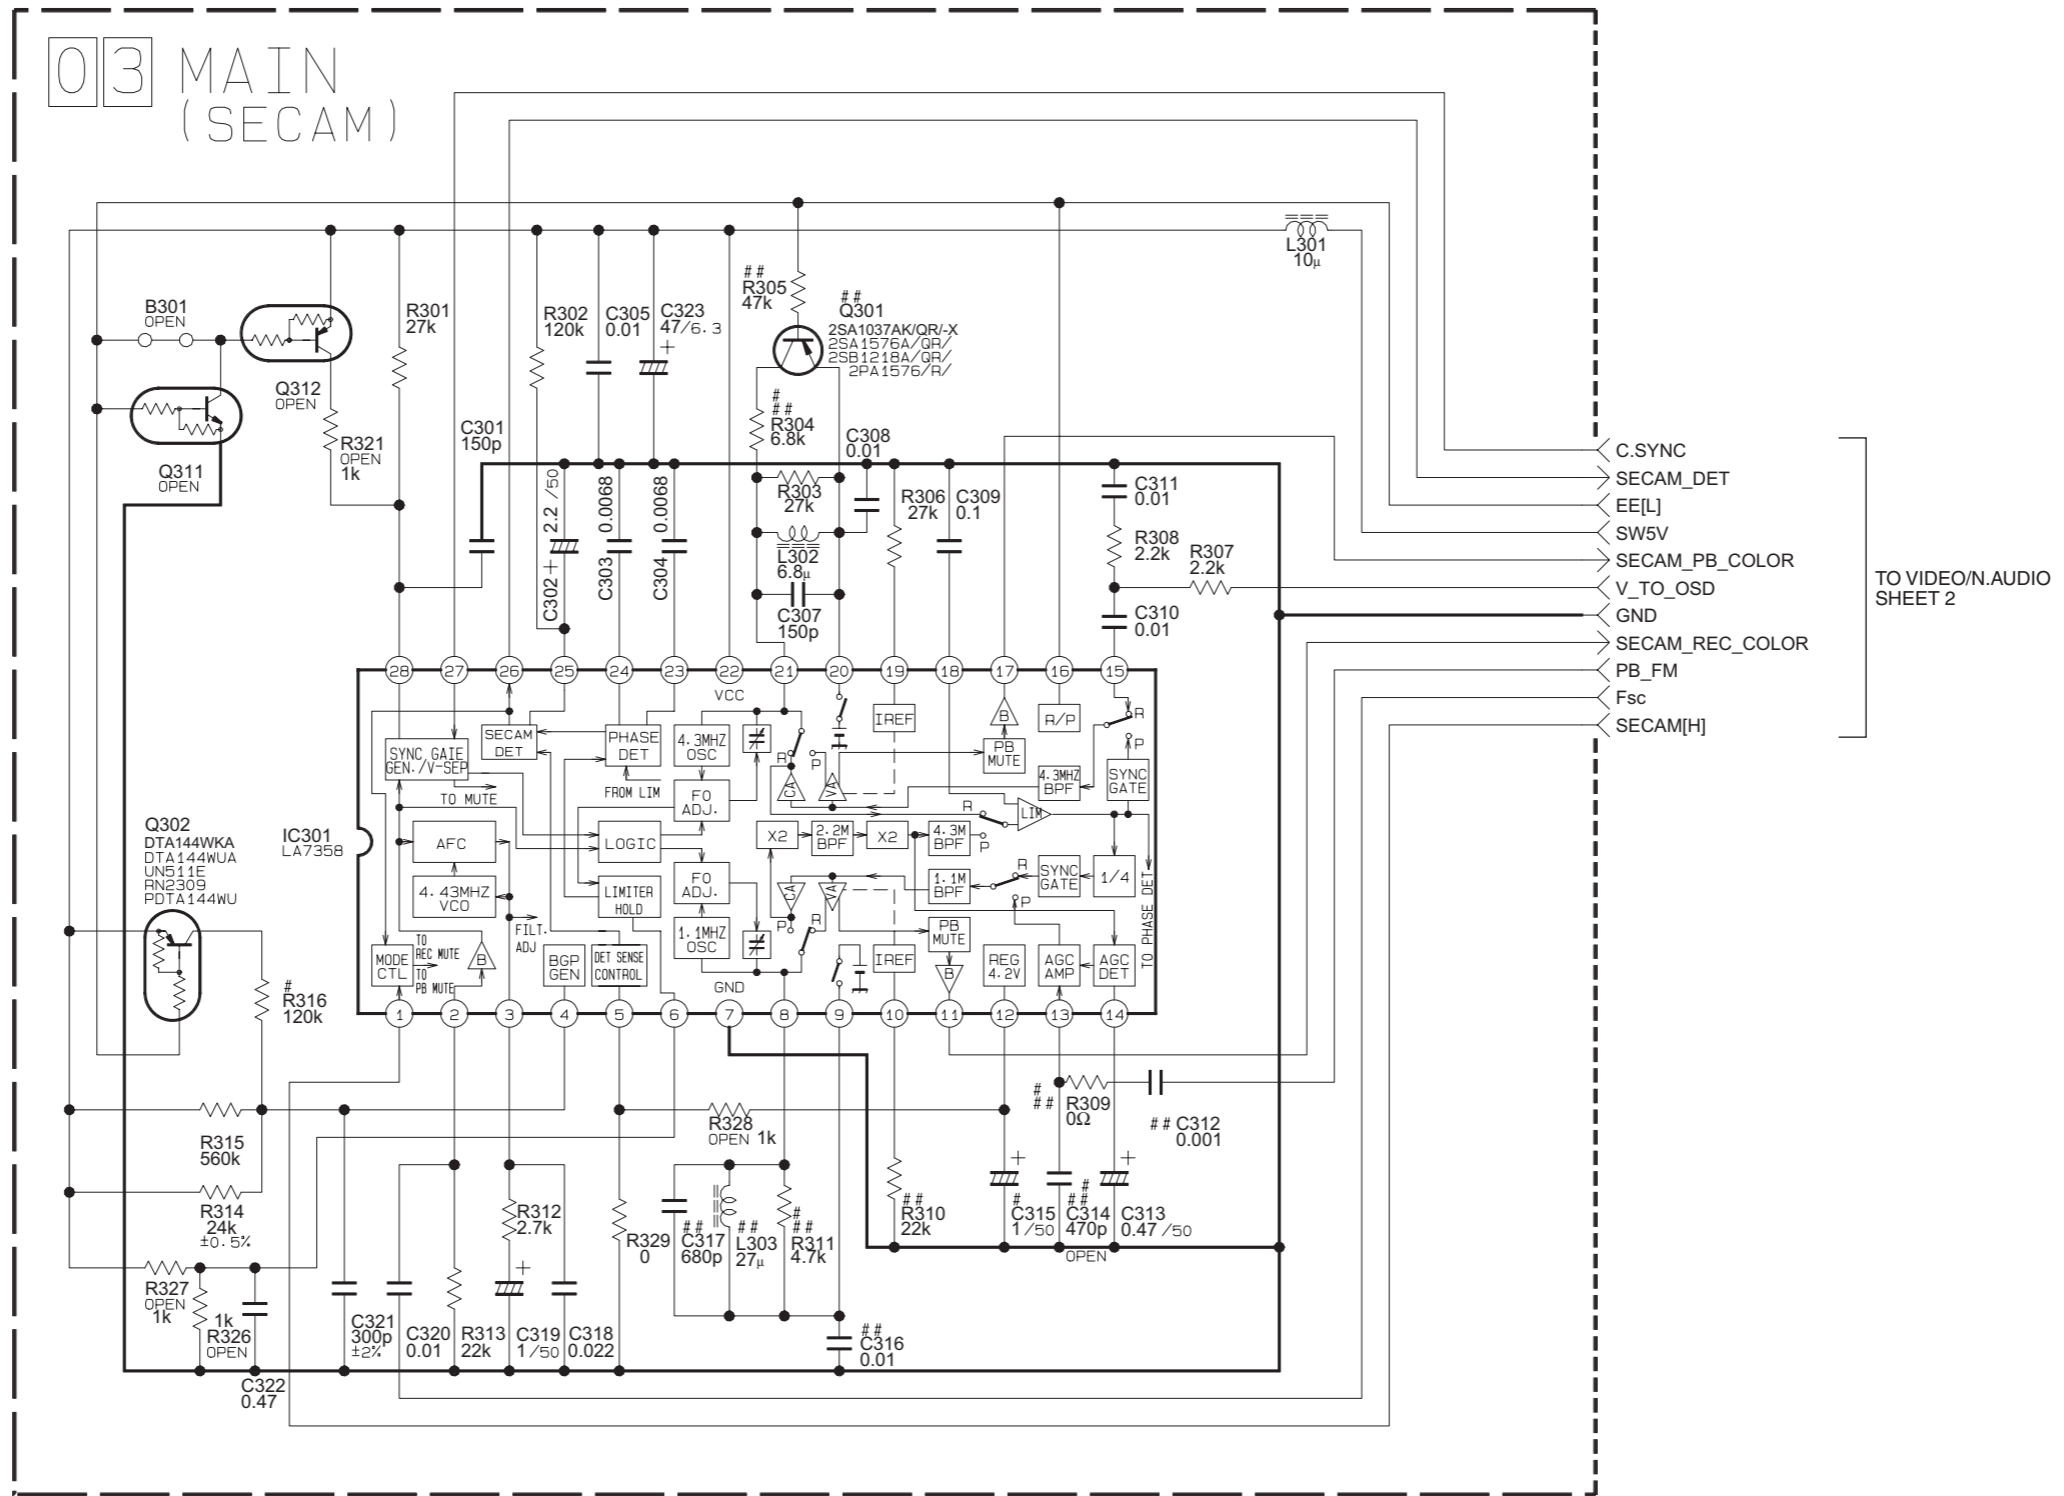 03 MAIN
(SECAM)
L301
10μ
B301
OPEN
Q312
OPEN
Q311
OPEN
R321
OPEN
1k
R301
27k
R302
120k
C305
0.01
C323
47/6.3
+
##
R305
47k
##
Q301
2SA1037AK/QR/-X
2SA1576A/QR/
2SB1218A/QR/
2PA1576/R/
C301
150p
C302+ 2.2 /50
C303 0.0068
C304 0.0068
#
##
R304
6.8k
R303
27k
L302
6.8μ
C307
150p
C308
0.01
R306
27k
C309
0.1
C311
0.01
R308
2.2k
R307
2.2k
C310
0.01
C.SYNC
SECAM_DET
EE[L]
SW5V
SECAM_PB_COLOR
V_TO_OSD
GND
SECAM_REC_COLOR
PB_FM
Fsc
SECAM[H]
TO VIDEO/N.AUDIO
SHEET 2
28 27 26 25 24 23 22 21 20 19 18 17 16 15
VCC
IC301
LA7358
SYNC GAIE
GEN./V-SEP
SECAM
DET
PHASE
DET
4.3MHZ
OSC
IREF
B
R/P
R
P
PB
MUTE
4.3MHZ
BPF
SYNC
GATE
TO MUTE
FROM LIM
FO
ADJ.
R
P
CA
VA
LIM
R
P
AFC
LOGIC
X2
2.2M
BPF
X2
4.3M
BPF
4.43MHZ
VCO
LIMITER
HOLD
FO
ADJ.
CA
VA
1.1M
BPF
R
P
SYNC
GATE
1/4
TO PHASE DET
FILT.
ADJ
1.1MHZ
OSC
P
R
PB
MUTE
MODE
CTL
TO
REC MUTE
TO
PB MUTE
B
BGP
GEN
DET SENSE
CONTROL
IREF
B
REG
4.2V
AGC
AMP
AGC
DET
GND
1 2 3 4 5 6 7 8 9 10 11 12 13 14
Q302
DTA144WKA
DTA144WUA
UN511E
RN2309
PDTA144WU
#
R316
120k
R315
560k
R314
24k
±0.5%
R327
OPEN
1k
1k
R326
OPEN
C322
0.47
C321
300p
±2%
C320
0.01
R313
22k
R312
2.7k
+
C319
1/50
C318
0.022
R329
0
R328
OPEN 1k
##
C317
680p
##
L303
27μ
#
##
R311
4.7k
##
C316
0.01
##
R310
22k
#
##
R309
0Ω
## C312
0.001
+
#
C315
1/50
#
##
C314
470p
OPEN
+
C313
0.47 /50